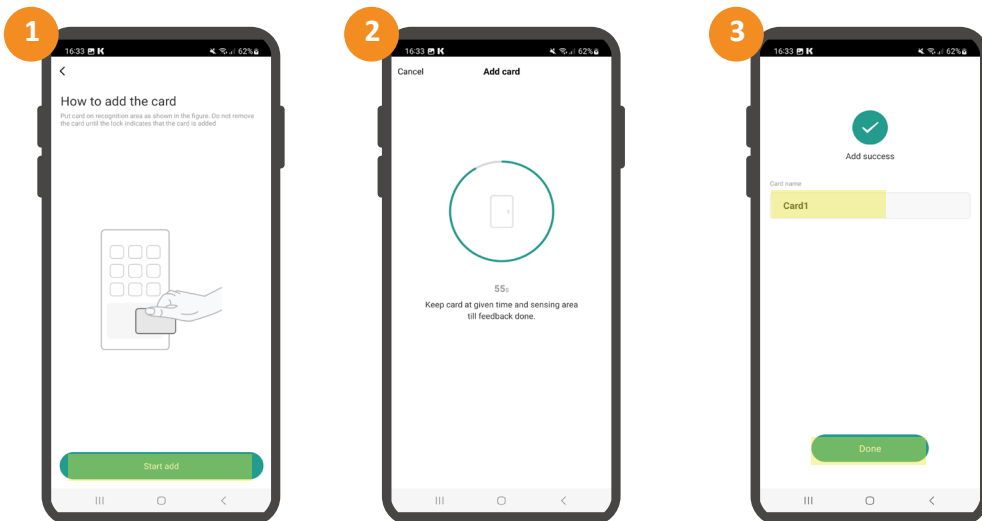 1
16:33 K 62%
How to add the card
Put card on recognition area as shown in the figure. Do not remove
the card until the lock indicates that the card is added
Start add
2
16:33 K 62%
Cancel Add card
55s
Keep card at given time and sensing area
till feedback done.
3
16:33 K 62%
Add success
Card name
Card1
Done